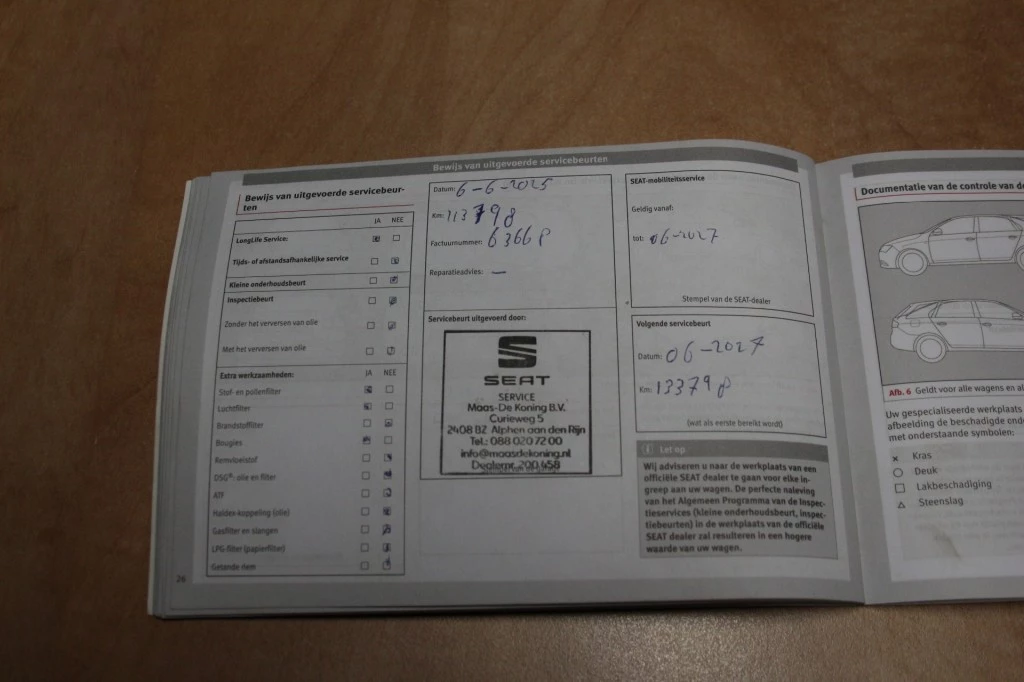 Bewijs van uitgevoerde servicebeurten
Bewijs van uitgevoerde servicebeur-
ten
JA NEE
LongLife Service:
Tijds- of afstandsafhankelijke service
Kleine onderhoudsbeurt
Inspectiebeurt
Zonder het verversen van olie
Met het verversen van olie
Extra werkzaamheden: JA NEE
Stof- en pollenfilter
Luchtfilter
Brandstoffilter
Bougies
Remvloeistof
DSG®: olie en filter
ATF
Haldex-koppeling (olie)
Gasfilter en slangen
LPG-filter (papierfilter)
Getande riem
26
Datum: 6-6-2025
Km: 113798
Factuurnummer: 6366 P
Reparatieadvies: —
Servicebeurt uitgevoerd door:
SEAT
SERVICE
Maas-De Koning B.V.
Curieweg 5
2408 BZ Alphen aan den Rijn
Tel.: 088 020 72 00
info@maasdekoning.nl
Dealernr. 200 458
SEAT-mobiliteitsservice
Geldig vanaf:
tot: 06-2027
Stempel van de SEAT-dealer
Volgende servicebeurt
Datum: 06-2027
Km: 133798
(wat als eerste bereikt wordt)
Let op
Wij adviseren u naar de werkplaats van een
officiële SEAT dealer te gaan voor elke in-
greep aan uw wagen. De perfecte naleving
van het Algemeen Programma van de Inspec-
tieservices (kleine onderhoudsbeurt, inspec-
tiebeurten) in de werkplaats van de officiële
SEAT dealer zal resulteren in een hogere
waarde van uw wagen.
Documentatie van de controle van de
Afb. 6 Geldt voor alle wagens en
Uw gespecialiseerde werkplaats
afbeelding de beschadigde
met onderstaande symbolen:
× Kras
○ Deuk
□ Lakbeschadiging
△ Steenslag